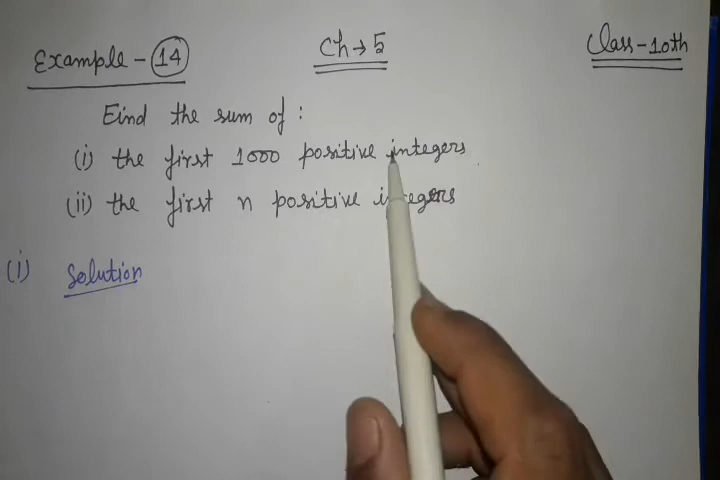 Example - 14 Ch → 5 Class - 10th
Find the sum of :
(i) the first 1000 positive integers
(ii) the first n positive integers
(i) Solution